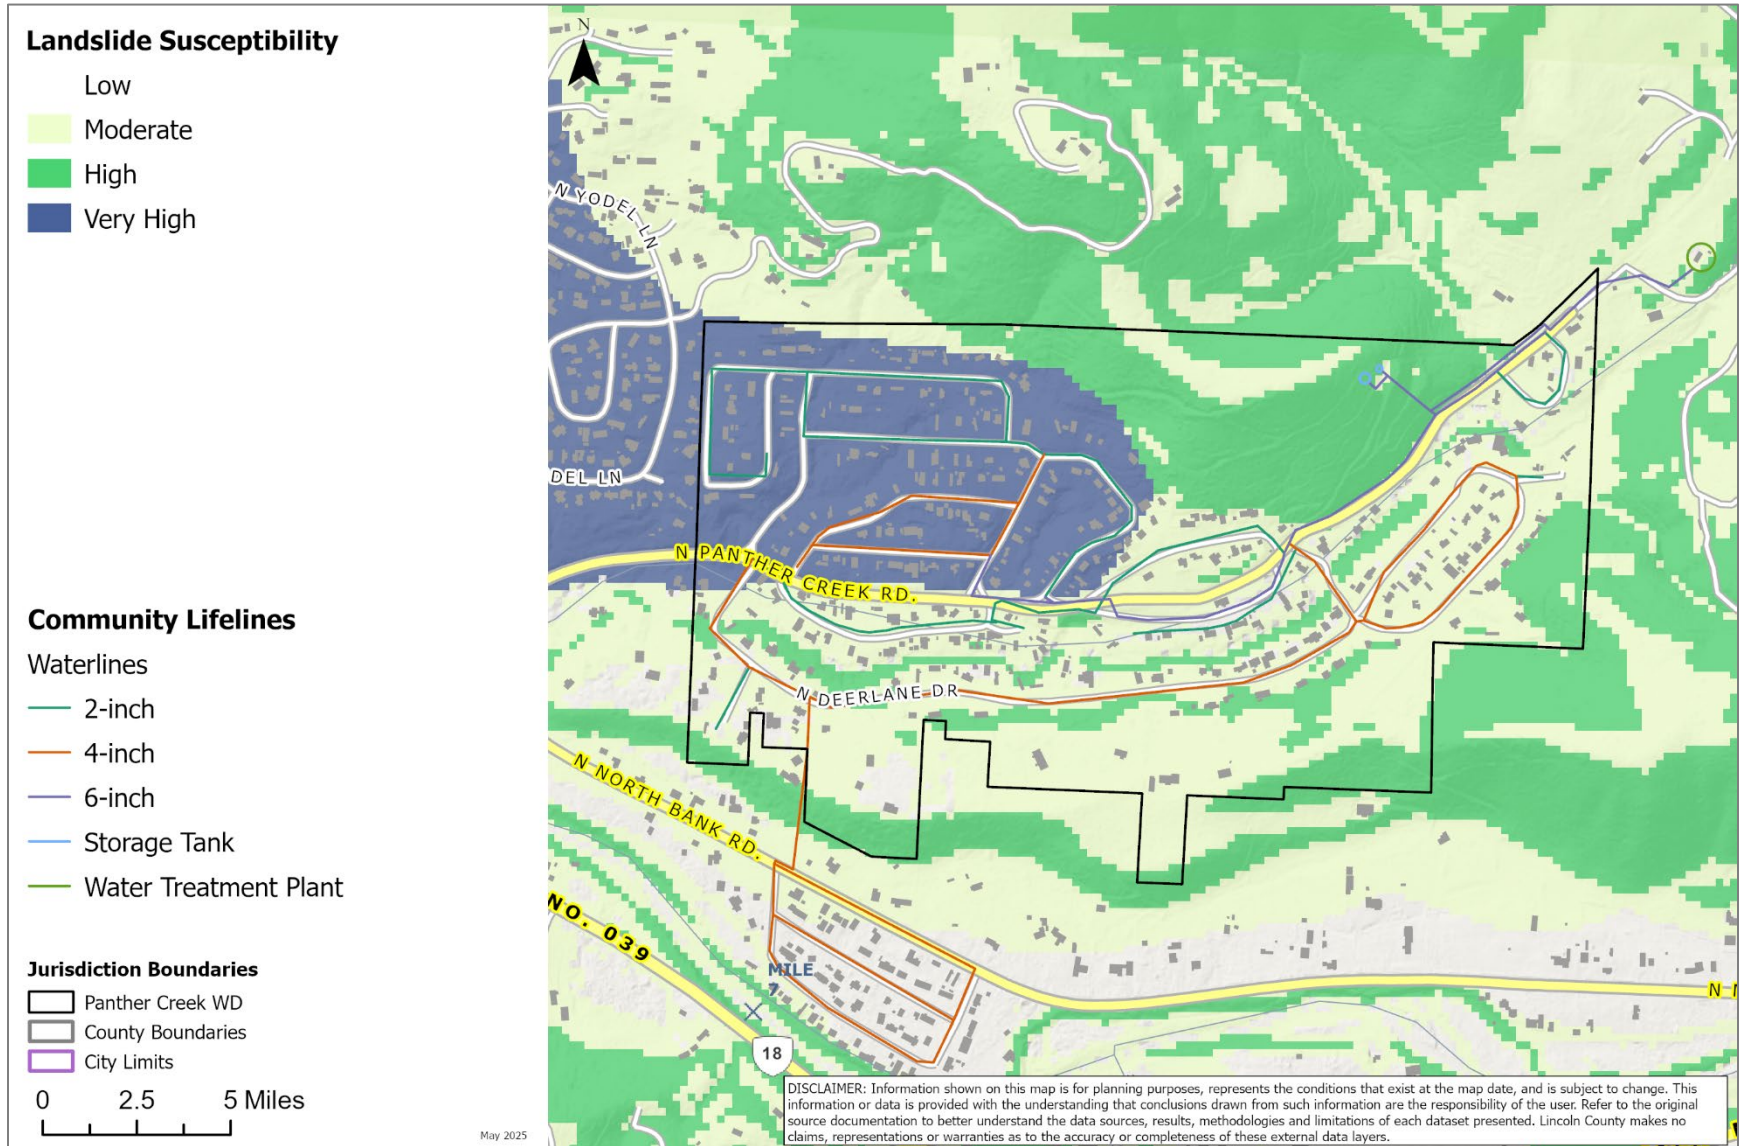 Landslide Susceptibility
Low
Moderate
High
Very High
Community Lifelines
Waterlines
2-inch
4-inch
6-inch
Storage Tank
Water Treatment Plant
Jurisdiction Boundaries
Panther Creek WD
County Boundaries
City Limits
0 2.5 5 Miles
May 2025
N
N YODEL LN
DEL LN
N PANTHER CREEK RD.
N DEERLANE DR
N NORTH BANK RD.
NO. 039
MILE
7
18
N
DISCLAIMER: Information shown on this map is for planning purposes, represents the conditions that exist at the map date, and is subject to change. This
information or data is provided with the understanding that conclusions drawn from such information are the responsibility of the user. Refer to the original
source documentation to better understand the data sources, results, methodologies and limitations of each dataset presented. Lincoln County makes no
claims, representations or warranties as to the accuracy or completeness of these external data layers.